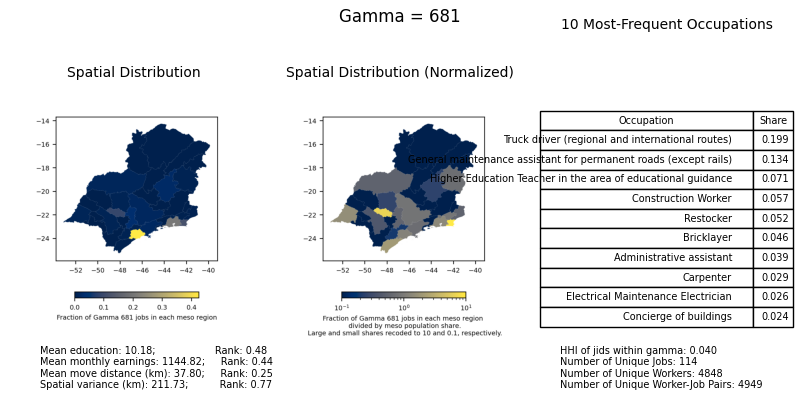 Gamma = 681
10 Most-Frequent Occupations
Spatial Distribution
Spatial Distribution (Normalized)
−14
−16
−18
−20
−22
−24
−52 −50 −48 −46 −44 −42 −40
0.0 0.1 0.2 0.3 0.4
Fraction of Gamma 681 jobs in each meso region
−14
−16
−18
−20
−22
−24
−52 −50 −48 −46 −44 −42 −40
10⁻¹ 10⁰ 10¹
Fraction of Gamma 681 jobs in each meso region
divided by meso population share.
Large and small shares recoded to 10 and 0.1, respectively.
Occupation Share
Truck driver (regional and international routes) 0.199
General maintenance assistant for permanent roads (except rails) 0.134
Higher Education Teacher in the area of educational guidance 0.071
Construction Worker 0.057
Restocker 0.052
Bricklayer 0.046
Administrative assistant 0.039
Carpenter 0.029
Electrical Maintenance Electrician 0.026
Concierge of buildings 0.024
Mean education: 10.18; Rank: 0.48
Mean monthly earnings: 1144.82; Rank: 0.44
Mean move distance (km): 37.80; Rank: 0.25
Spatial variance (km): 211.73; Rank: 0.77
HHI of jids within gamma: 0.040
Number of Unique Jobs: 114
Number of Unique Workers: 4848
Number of Unique Worker-Job Pairs: 4949